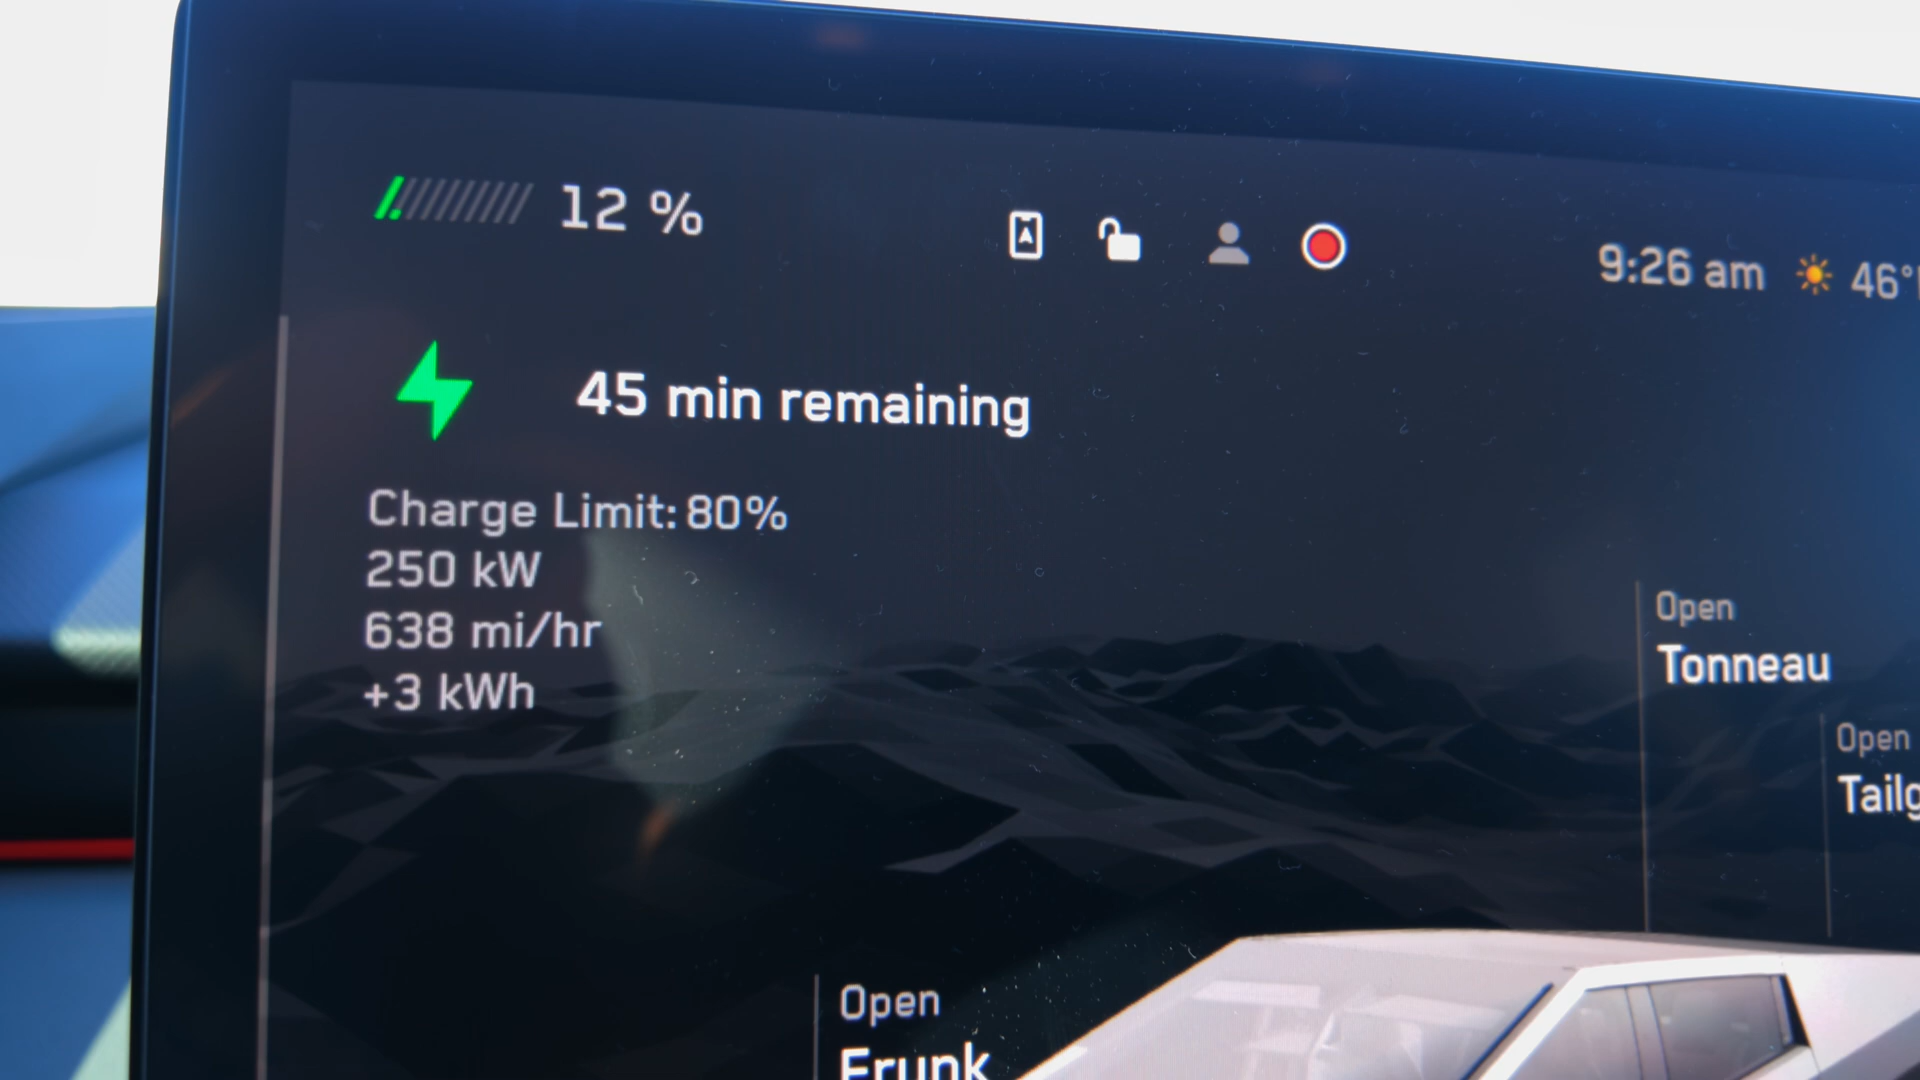 12 %
9:26 am 46°
45 min remaining
Charge Limit: 80%
250 kW
638 mi/hr
+3 kWh
Open
Tonneau
Open
Tailg
Open
Frunk